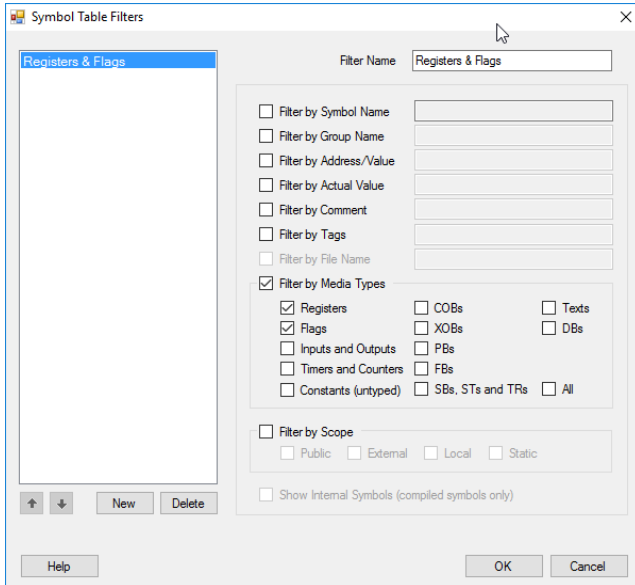 Symbol Table Filters
Registers & Flags
Filter Name Registers & Flags
Filter by Symbol Name
Filter by Group Name
Filter by Address/Value
Filter by Actual Value
Filter by Comment
Filter by Tags
Filter by File Name
Filter by Media Types
Registers COBs Texts
Flags XOBs DBs
Inputs and Outputs PBs
Timers and Counters FBs
Constants (untyped) SBs, STs and TRs All
Filter by Scope
Public External Local Static
Show Internal Symbols (compiled symbols only)
New Delete
Help OK Cancel